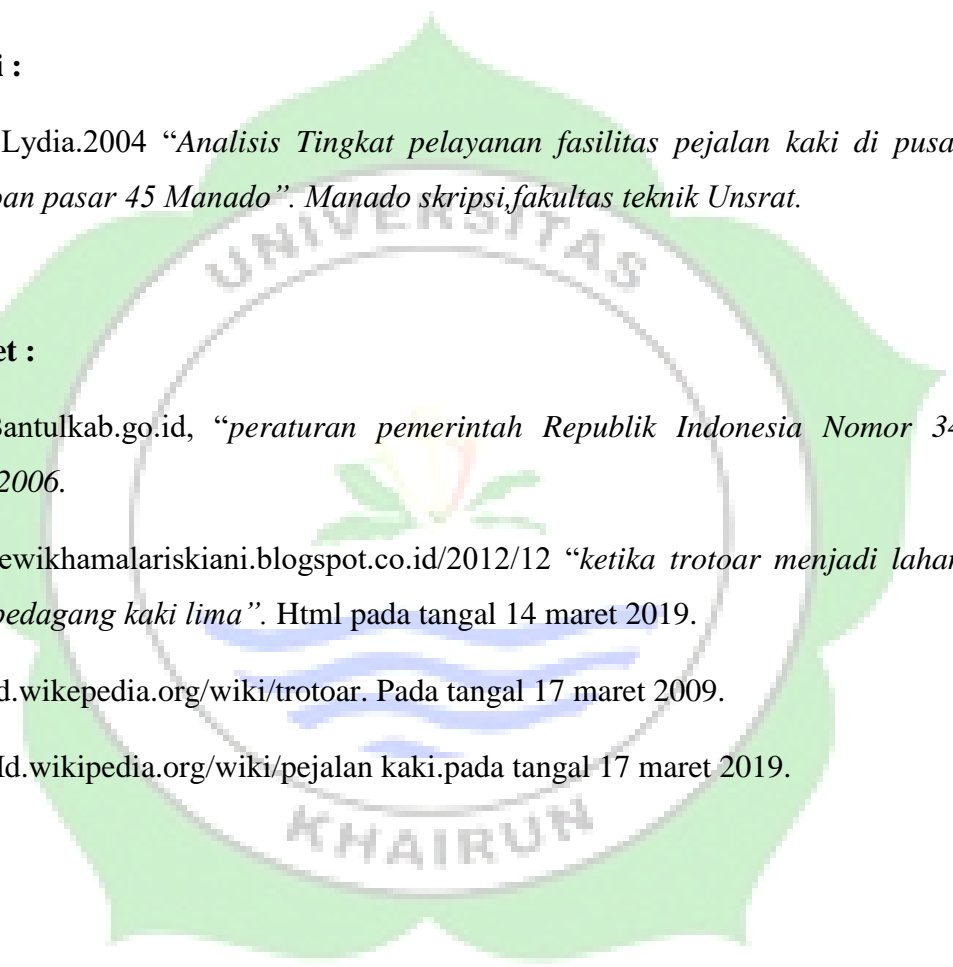 i :
Lydia.2004 “Analisis Tingkat pelayanan fasilitas pejalan kaki di pusa
pan pasar 45 Manado”. Manado skripsi,fakultas teknik Unsrat.
UNIVERSITAS
et :
Bantulkab.go.id, “peraturan pemerintah Republik Indonesia Nomor 34
2006.
ewikhamalariskiani.blogspot.co.id/2012/12 “ketika trotoar menjadi lahan
pedagang kaki lima”. Html pada tangal 14 maret 2019.
d.wikepedia.org/wiki/trotoar. Pada tangal 17 maret 2009.
Id.wikipedia.org/wiki/pejalan kaki.pada tangal 17 maret 2019.
KHAIRUN